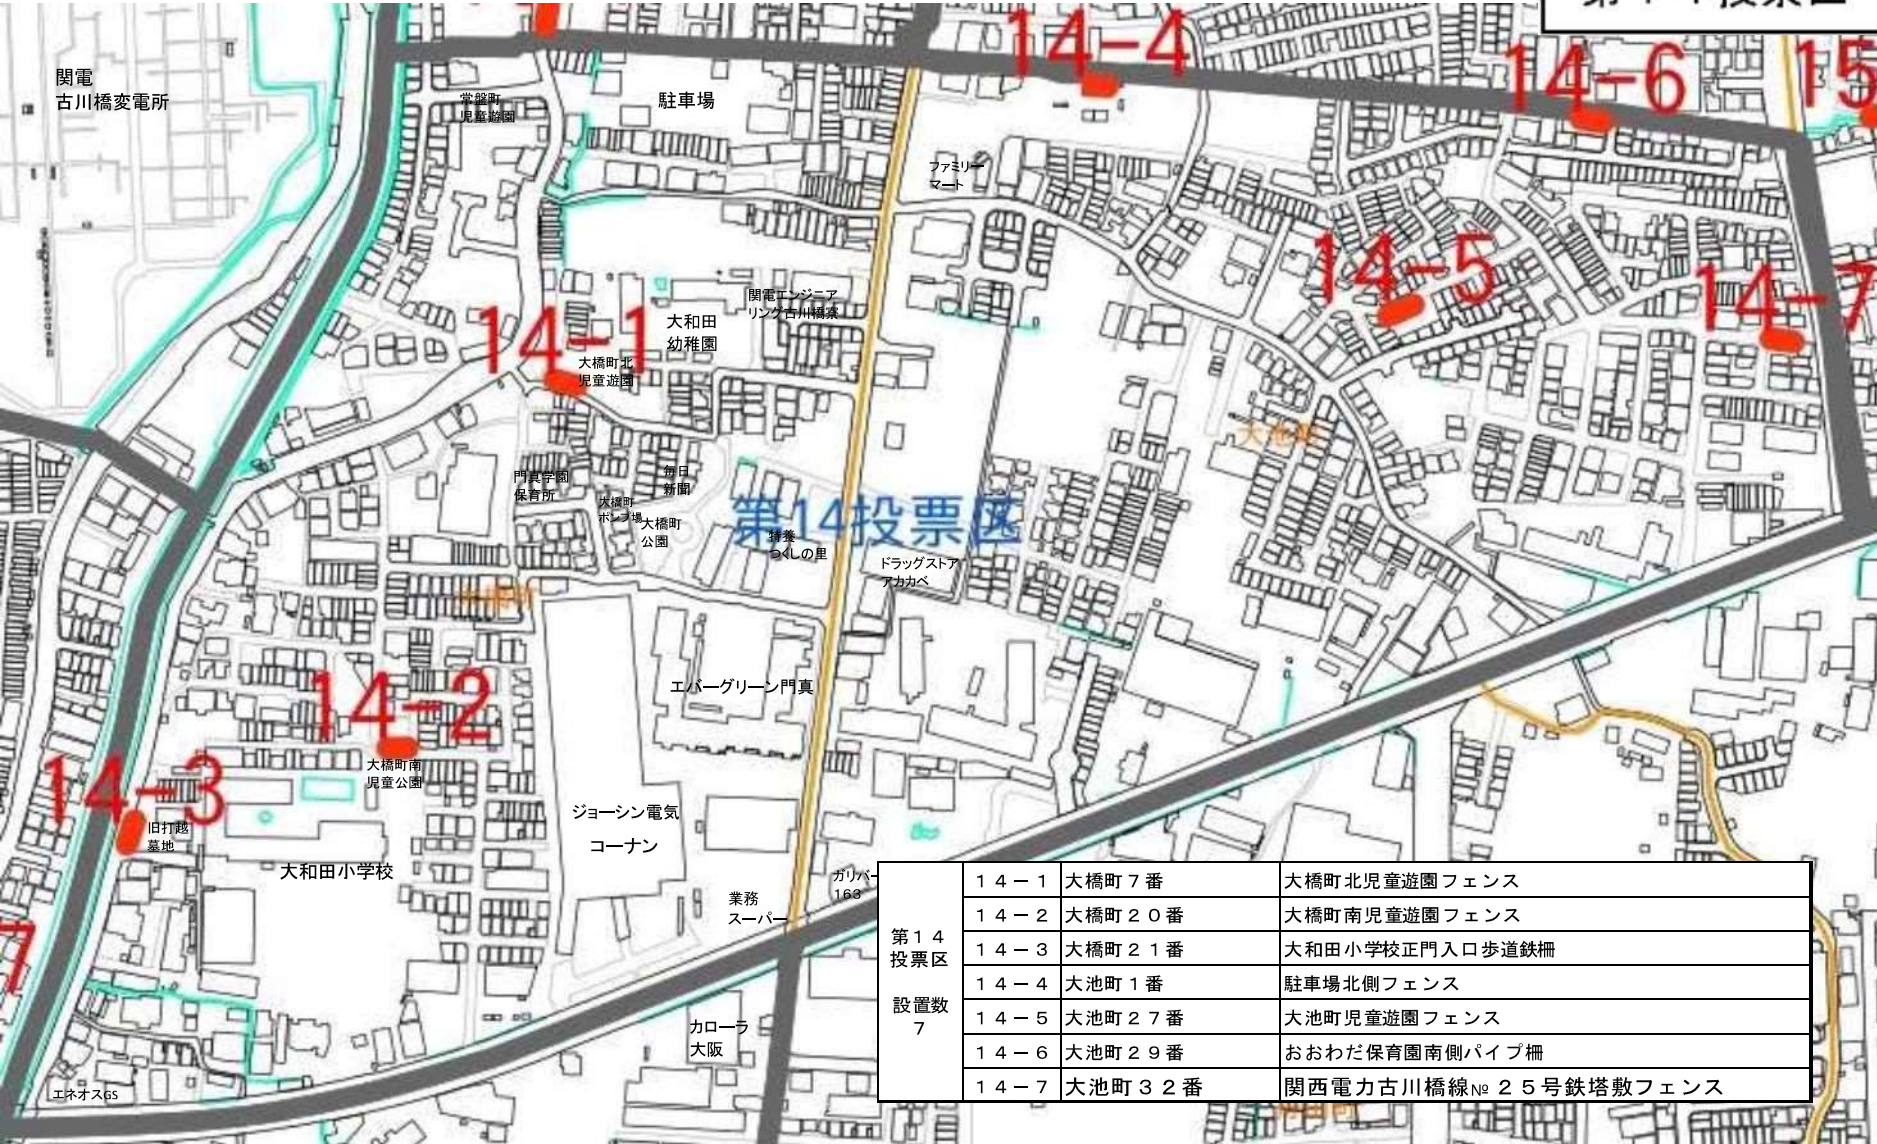 14-4
14-6
15
関電
古川橋変電所
常盤町
児童遊園
駐車場
ファミリー
マート
14-5
14-7
14-1
関電エンジニア
リング古川橋寮
大和田
幼稚園
大橋町北
児童遊園
大池町
門真学園
保育所
毎日
新聞
大橋町
ポンプ場
大橋町
公園
第14投票区
特養
つくしの里
ドラッグストア
アカカベ
14-2
エバーグリーン門真
大橋町南
児童公園
14-3
旧打越
墓地
大和田小学校
ジョーシン電気
コーナン
業務
スーパー
ガリバー
163
7
カローラ
大阪
エネオスGS
第１４
投票区
設置数
７
１４－１ 大橋町７番 大橋町北児童遊園フェンス
１４－２ 大橋町２０番 大橋町南児童遊園フェンス
１４－３ 大橋町２１番 大和田小学校正門入口歩道鉄柵
１４－４ 大池町１番 駐車場北側フェンス
１４－５ 大池町２７番 大池町児童遊園フェンス
１４－６ 大池町２９番 おおわだ保育園南側パイプ柵
１４－７ 大池町３２番 関西電力古川橋線№２５号鉄塔敷フェンス